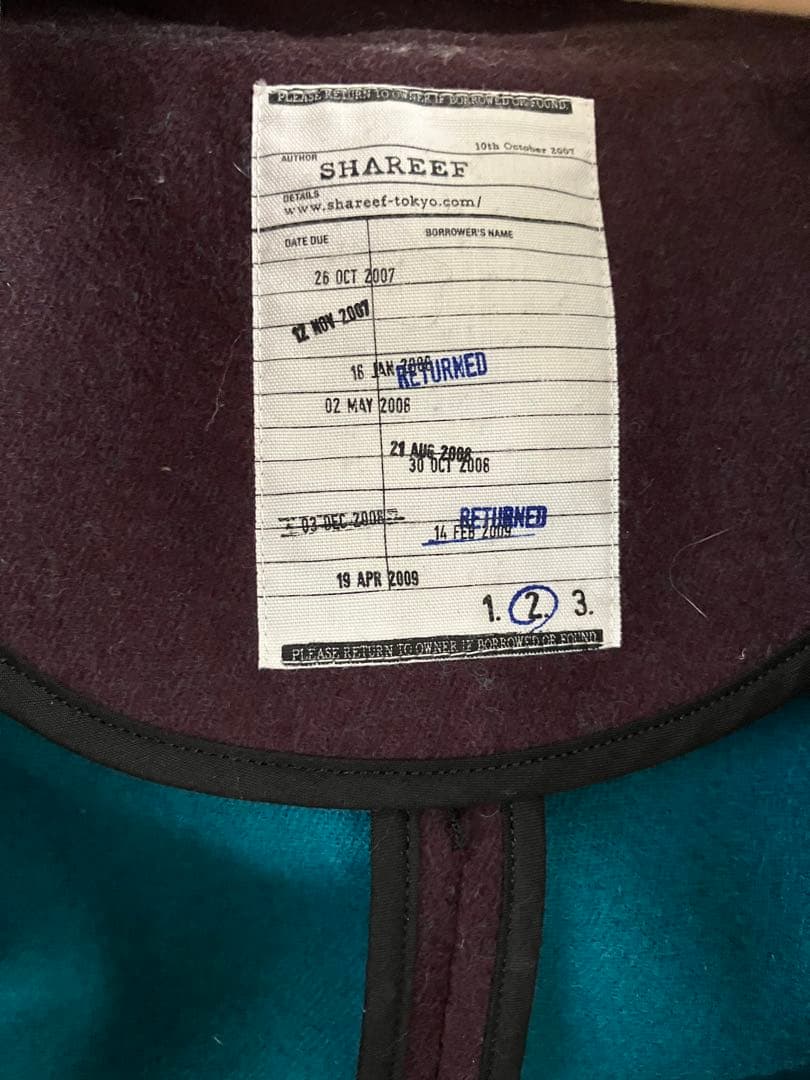 PLEASE RETURN TO OWNER IF BORROWED OR FOUND.
10th October 2007
AUTHOR SHAREEF
DETAILS
www.shareef-tokyo.com/
DATE DUE BORROWER'S NAME
26 OCT 2007
12 NOV 2007
16 JAN 2008 RETURNED
02 MAY 2008
21 AUG 2008
30 OCT 2008
03 DEC 2008 RETURNED
14 FEB 2009
19 APR 2009
1. 2. 3.
PLEASE RETURN TO OWNER IF BORROWED OR FOUND.